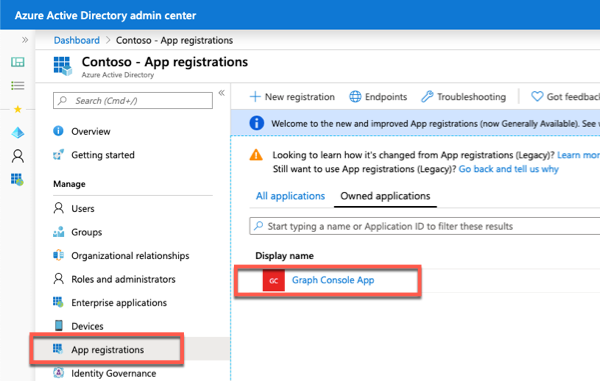 Azure Active Directory admin center
Dashboard > Contoso - App registrations
Contoso - App registrations
Azure Active Directory
Search (Cmd+/)
Overview
Getting started
Manage
Users
Groups
Organizational relationships
Roles and administrators
Enterprise applications
Devices
App registrations
Identity Governance
New registration Endpoints Troubleshooting Got feedback
Welcome to the new and improved App registrations (now Generally Available). See
Looking to learn how it's changed from App registrations (Legacy)? Learn mor
Still want to use App registrations (Legacy)? Go back and tell us why
All applications Owned applications
Start typing a name or Application ID to filter these results
Display name
GC Graph Console App